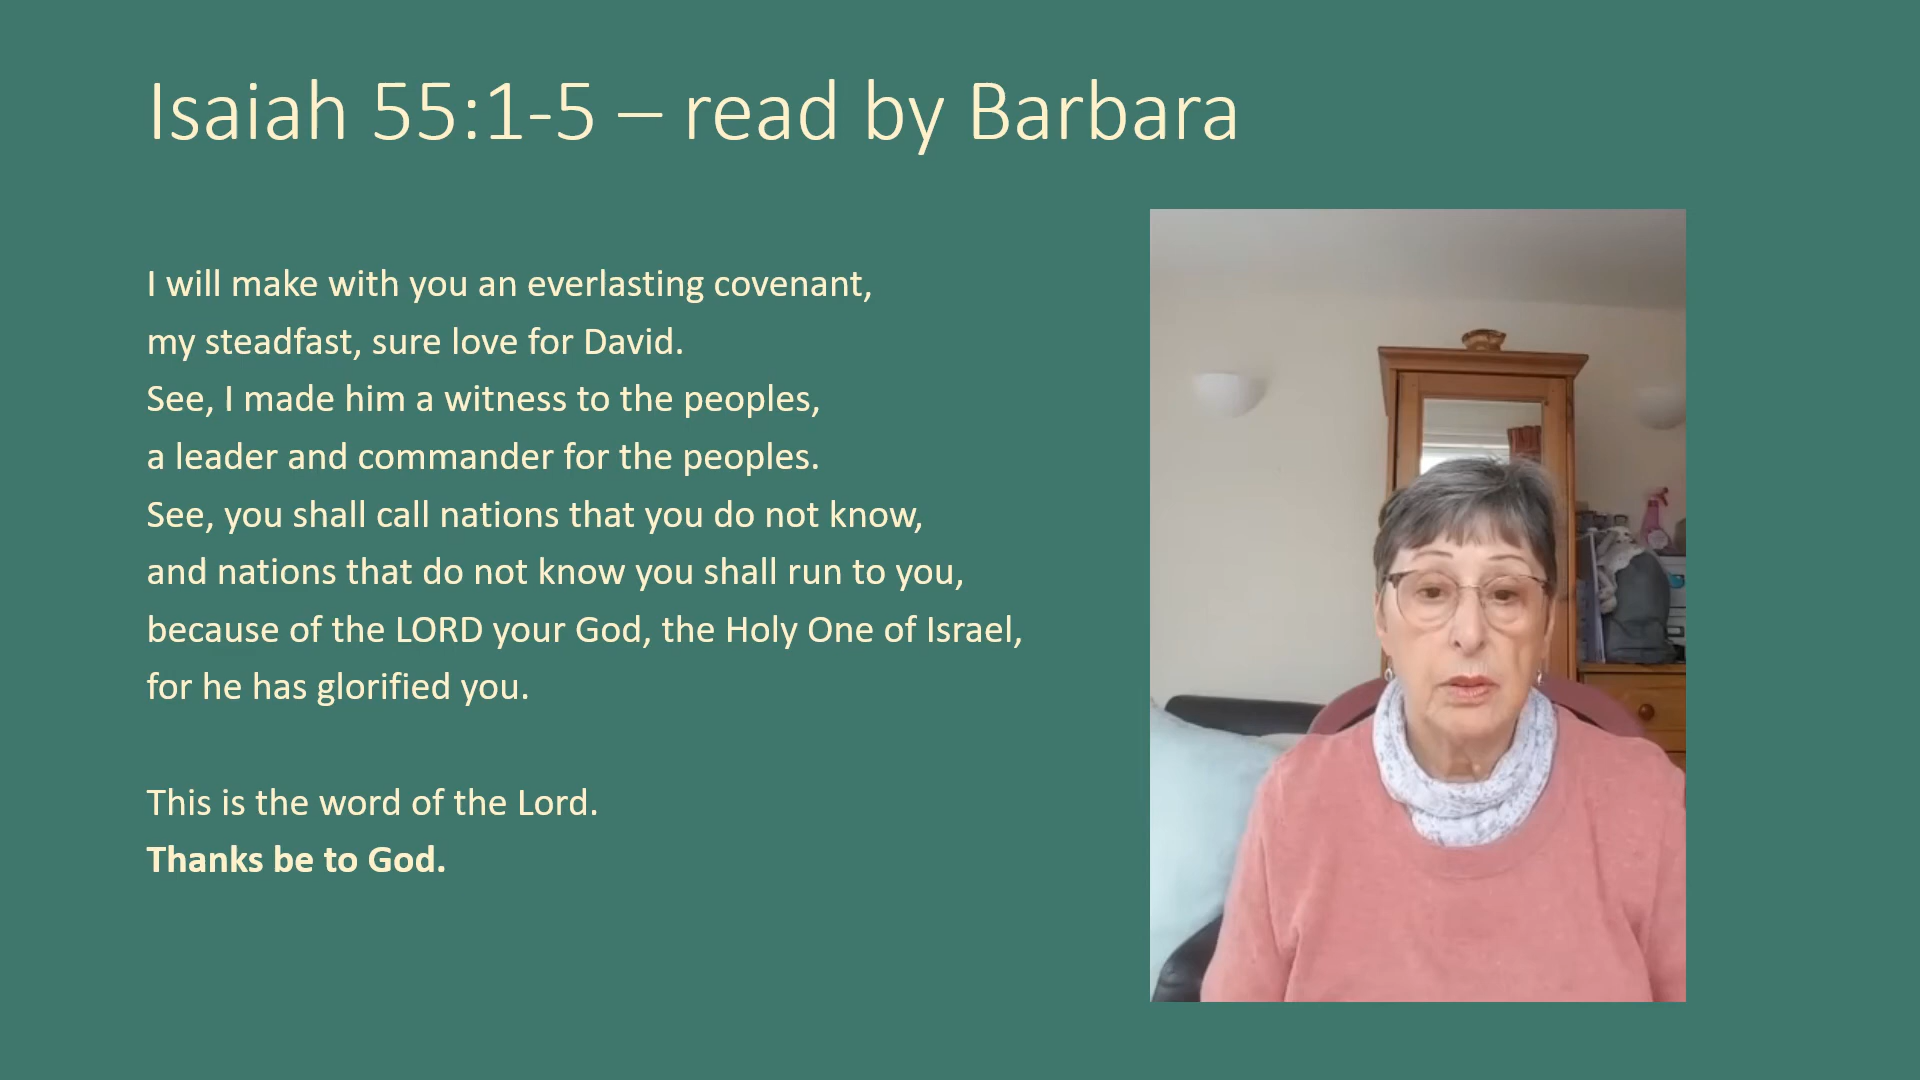 Isaiah 55:1-5 – read by Barbara
I will make with you an everlasting covenant,
my steadfast, sure love for David.
See, I made him a witness to the peoples,
a leader and commander for the peoples.
See, you shall call nations that you do not know,
and nations that do not know you shall run to you,
because of the LORD your God, the Holy One of Israel,
for he has glorified you.
This is the word of the Lord.
Thanks be to God.